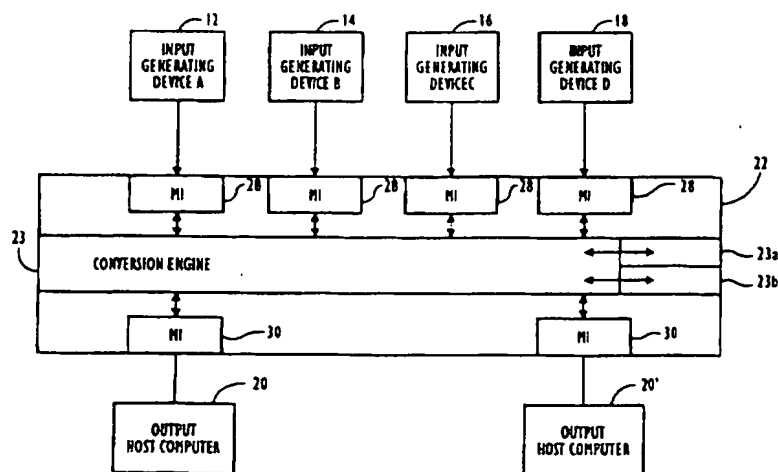 12
14
16
18
INPUT
GENERATING
DEVICE A
INPUT
GENERATING
DEVICE B
INPUT
GENERATING
DEVICEC
INPUT
GENERATING
DEVICE D
22
MI
28
MI
28
MI
28
MI
28
23
CONVERSION ENGINE
23a
23b
MI
30
MI
30
20
20'
OUTPUT
HOST COMPUTER
OUTPUT
HOST COMPUTER